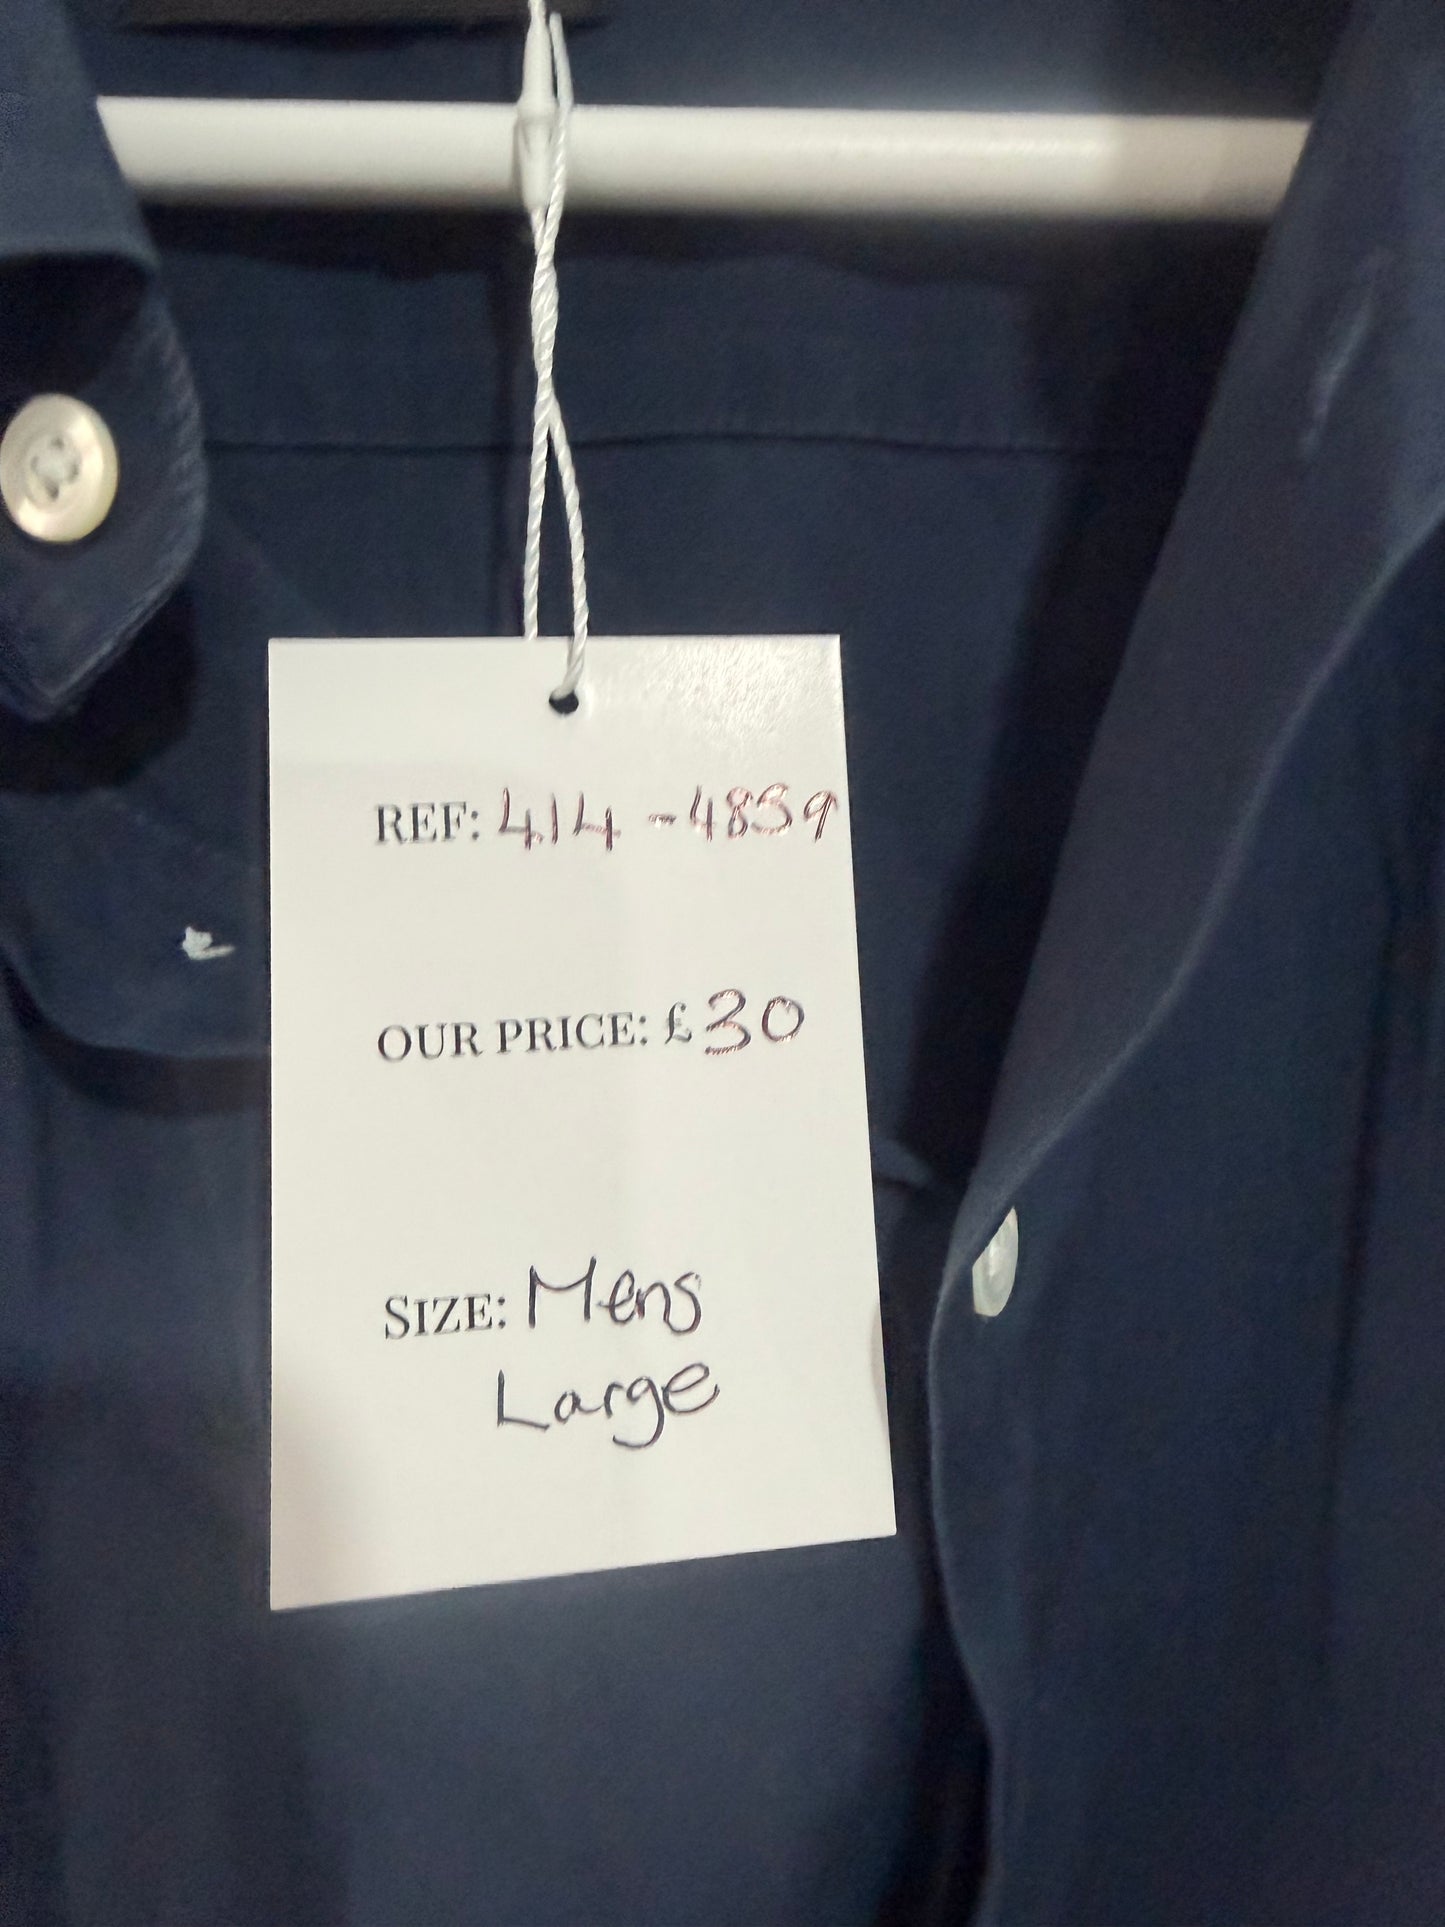 REF: 414-4839
OUR PRICE: £30
SIZE: Mens
Large